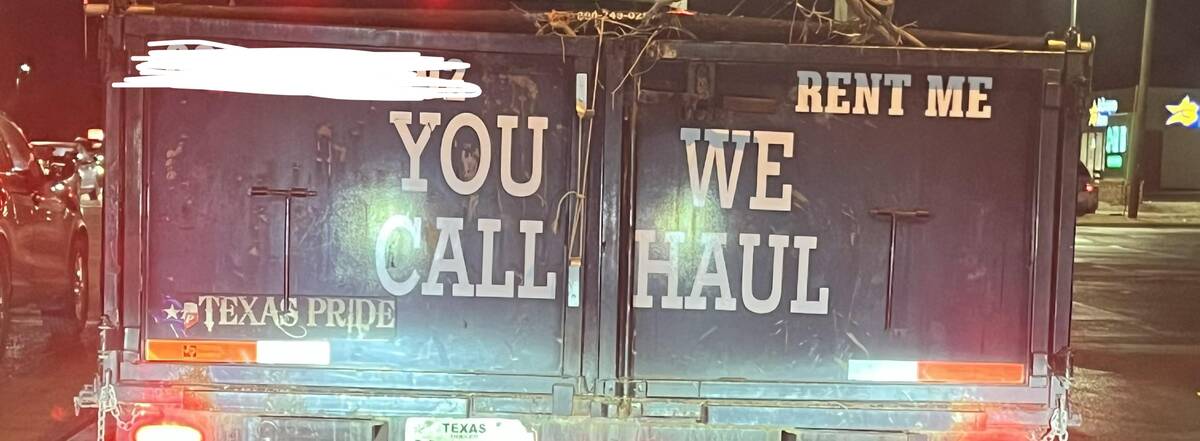 RENT ME
YOU WE
CALL HAUL
TEXAS PRIDE
TEXAS